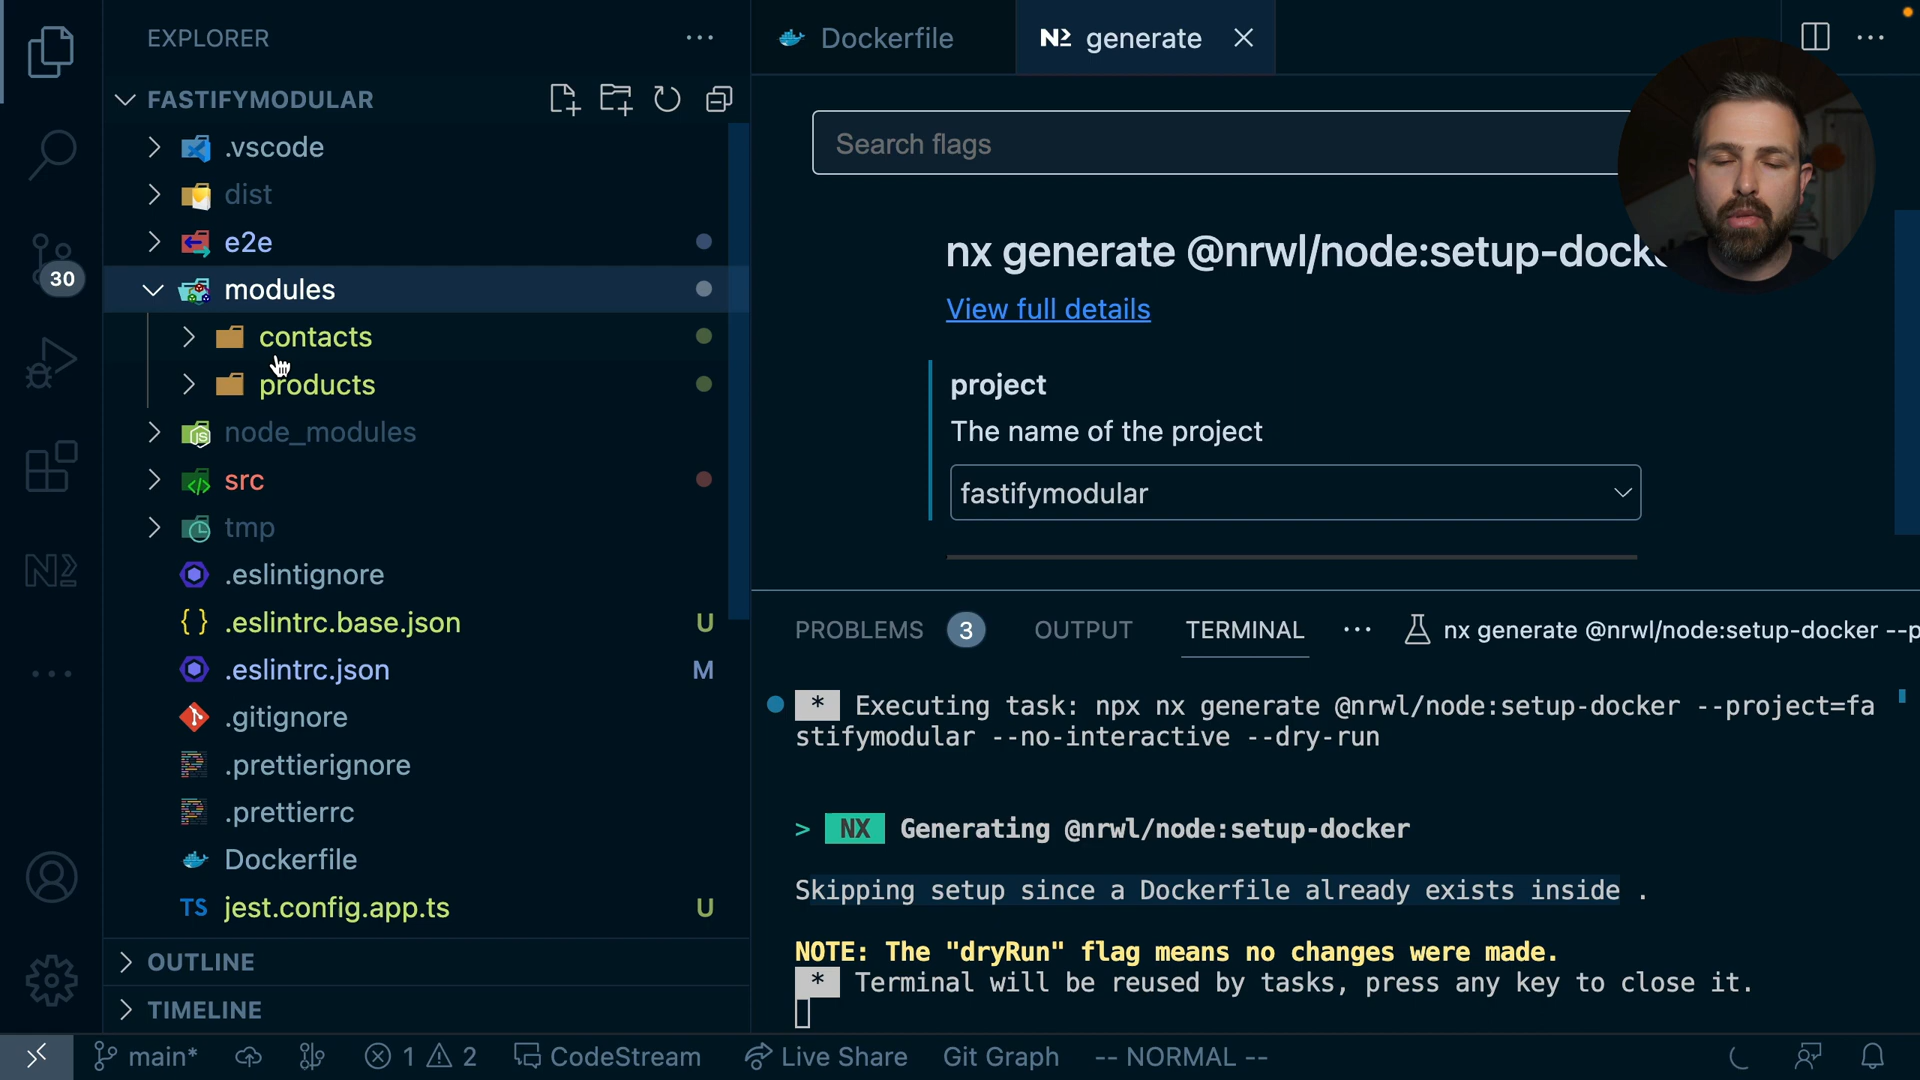 EXPLORER
FASTIFYMODULAR
.vscode
dist
e2e
30
modules
contacts
products
node_modules
src
tmp
.eslintignore
.eslintrc.base.json U
.eslintrc.json M
.gitignore
.prettierignore
.prettierrc
Dockerfile
TS jest.config.app.ts U
OUTLINE
TIMELINE
Dockerfile
generate
Search flags
nx generate @nrwl/node:setup-docke
View full details
project
The name of the project
fastifymodular
PROBLEMS 3 OUTPUT TERMINAL ··· nx generate @nrwl/node:setup-docker --p
* Executing task: npx nx generate @nrwl/node:setup-docker --project=fa
stifymodular --no-interactive --dry-run
> NX Generating @nrwl/node:setup-docker
Skipping setup since a Dockerfile already exists inside .
NOTE: The "dryRun" flag means no changes were made.
* Terminal will be reused by tasks, press any key to close it.
main* 1 2 CodeStream Live Share Git Graph -- NORMAL --